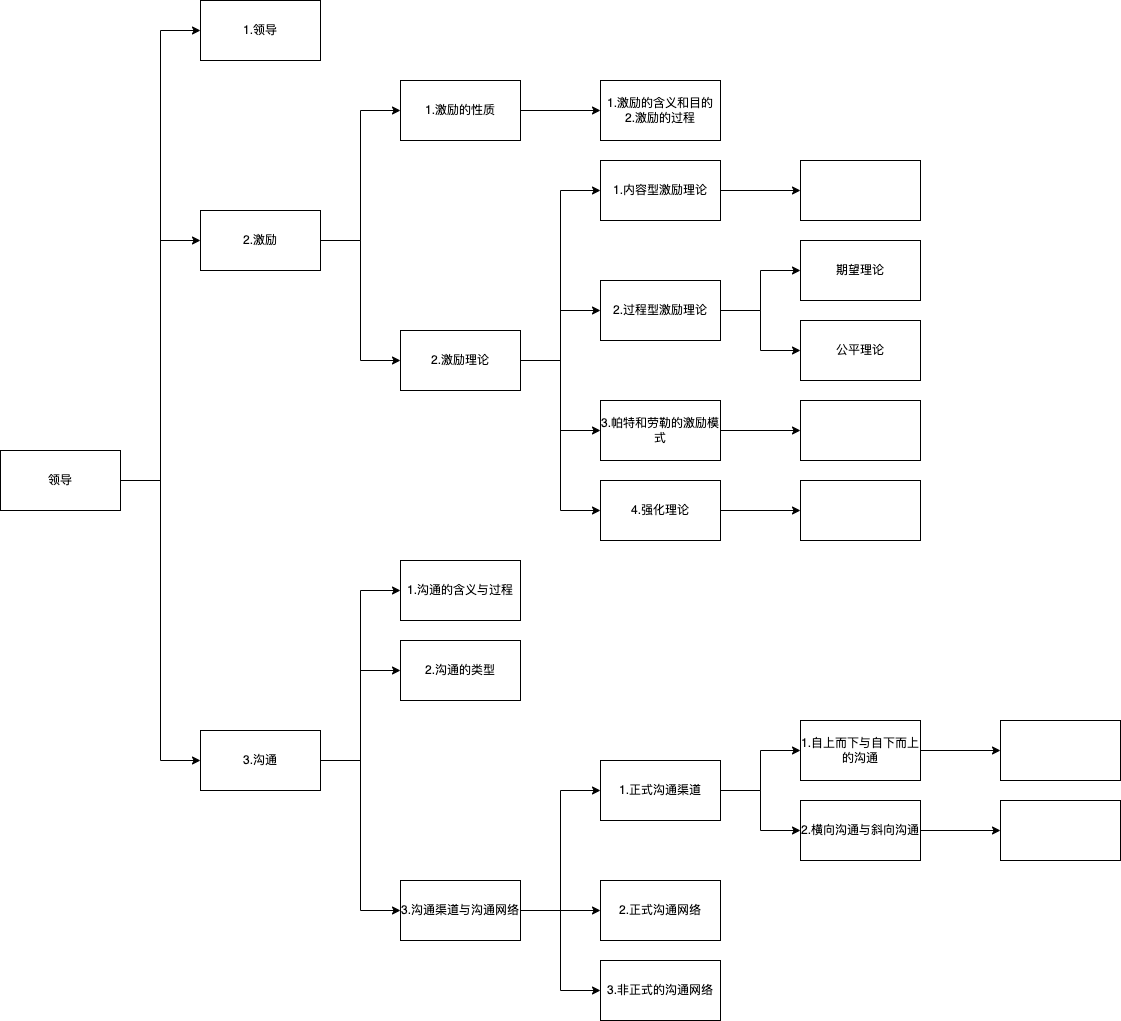 1.领导
1.激励的性质
1.激励的含义和目的
2.激励的过程
1.内容型激励理论
2.激励
期望理论
2.过程型激励理论
公平理论
2.激励理论
3.帕特和劳勒的激励模
式
领导
4.强化理论
1.沟通的含义与过程
2.沟通的类型
3.沟通
1.自上而下与自下而上
的沟通
1.正式沟通渠道
2.横向沟通与斜向沟通
3.沟通渠道与沟通网络
2.正式沟通网络
3.非正式的沟通网络